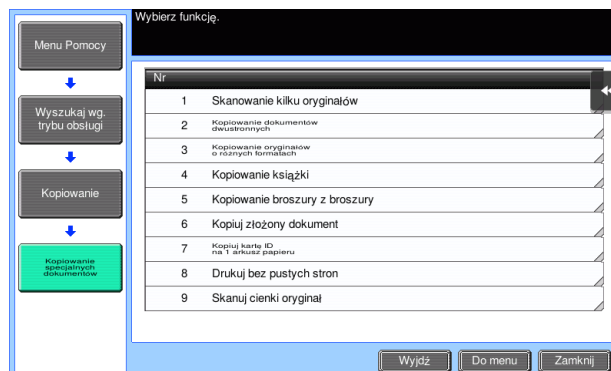 Wybierz funkcję.
Menu Pomocy
Wyszukaj wg.
trybu obsługi
Kopiowanie
Kopiowanie
specjalnych
dokumentów
Nr
1 Skanowanie kilku oryginałów
2 Kopiowanie dokumentów
dwustronnych
3 Kopiowanie oryginałów
o różnych formatach
4 Kopiowanie książki
5 Kopiowanie broszury z broszury
6 Kopiuj złożony dokument
7 Kopiuj kartę ID
na 1 arkusz papieru
8 Drukuj bez pustych stron
9 Skanuj cienki oryginał
Wyjdź
Do menu
Zamknij